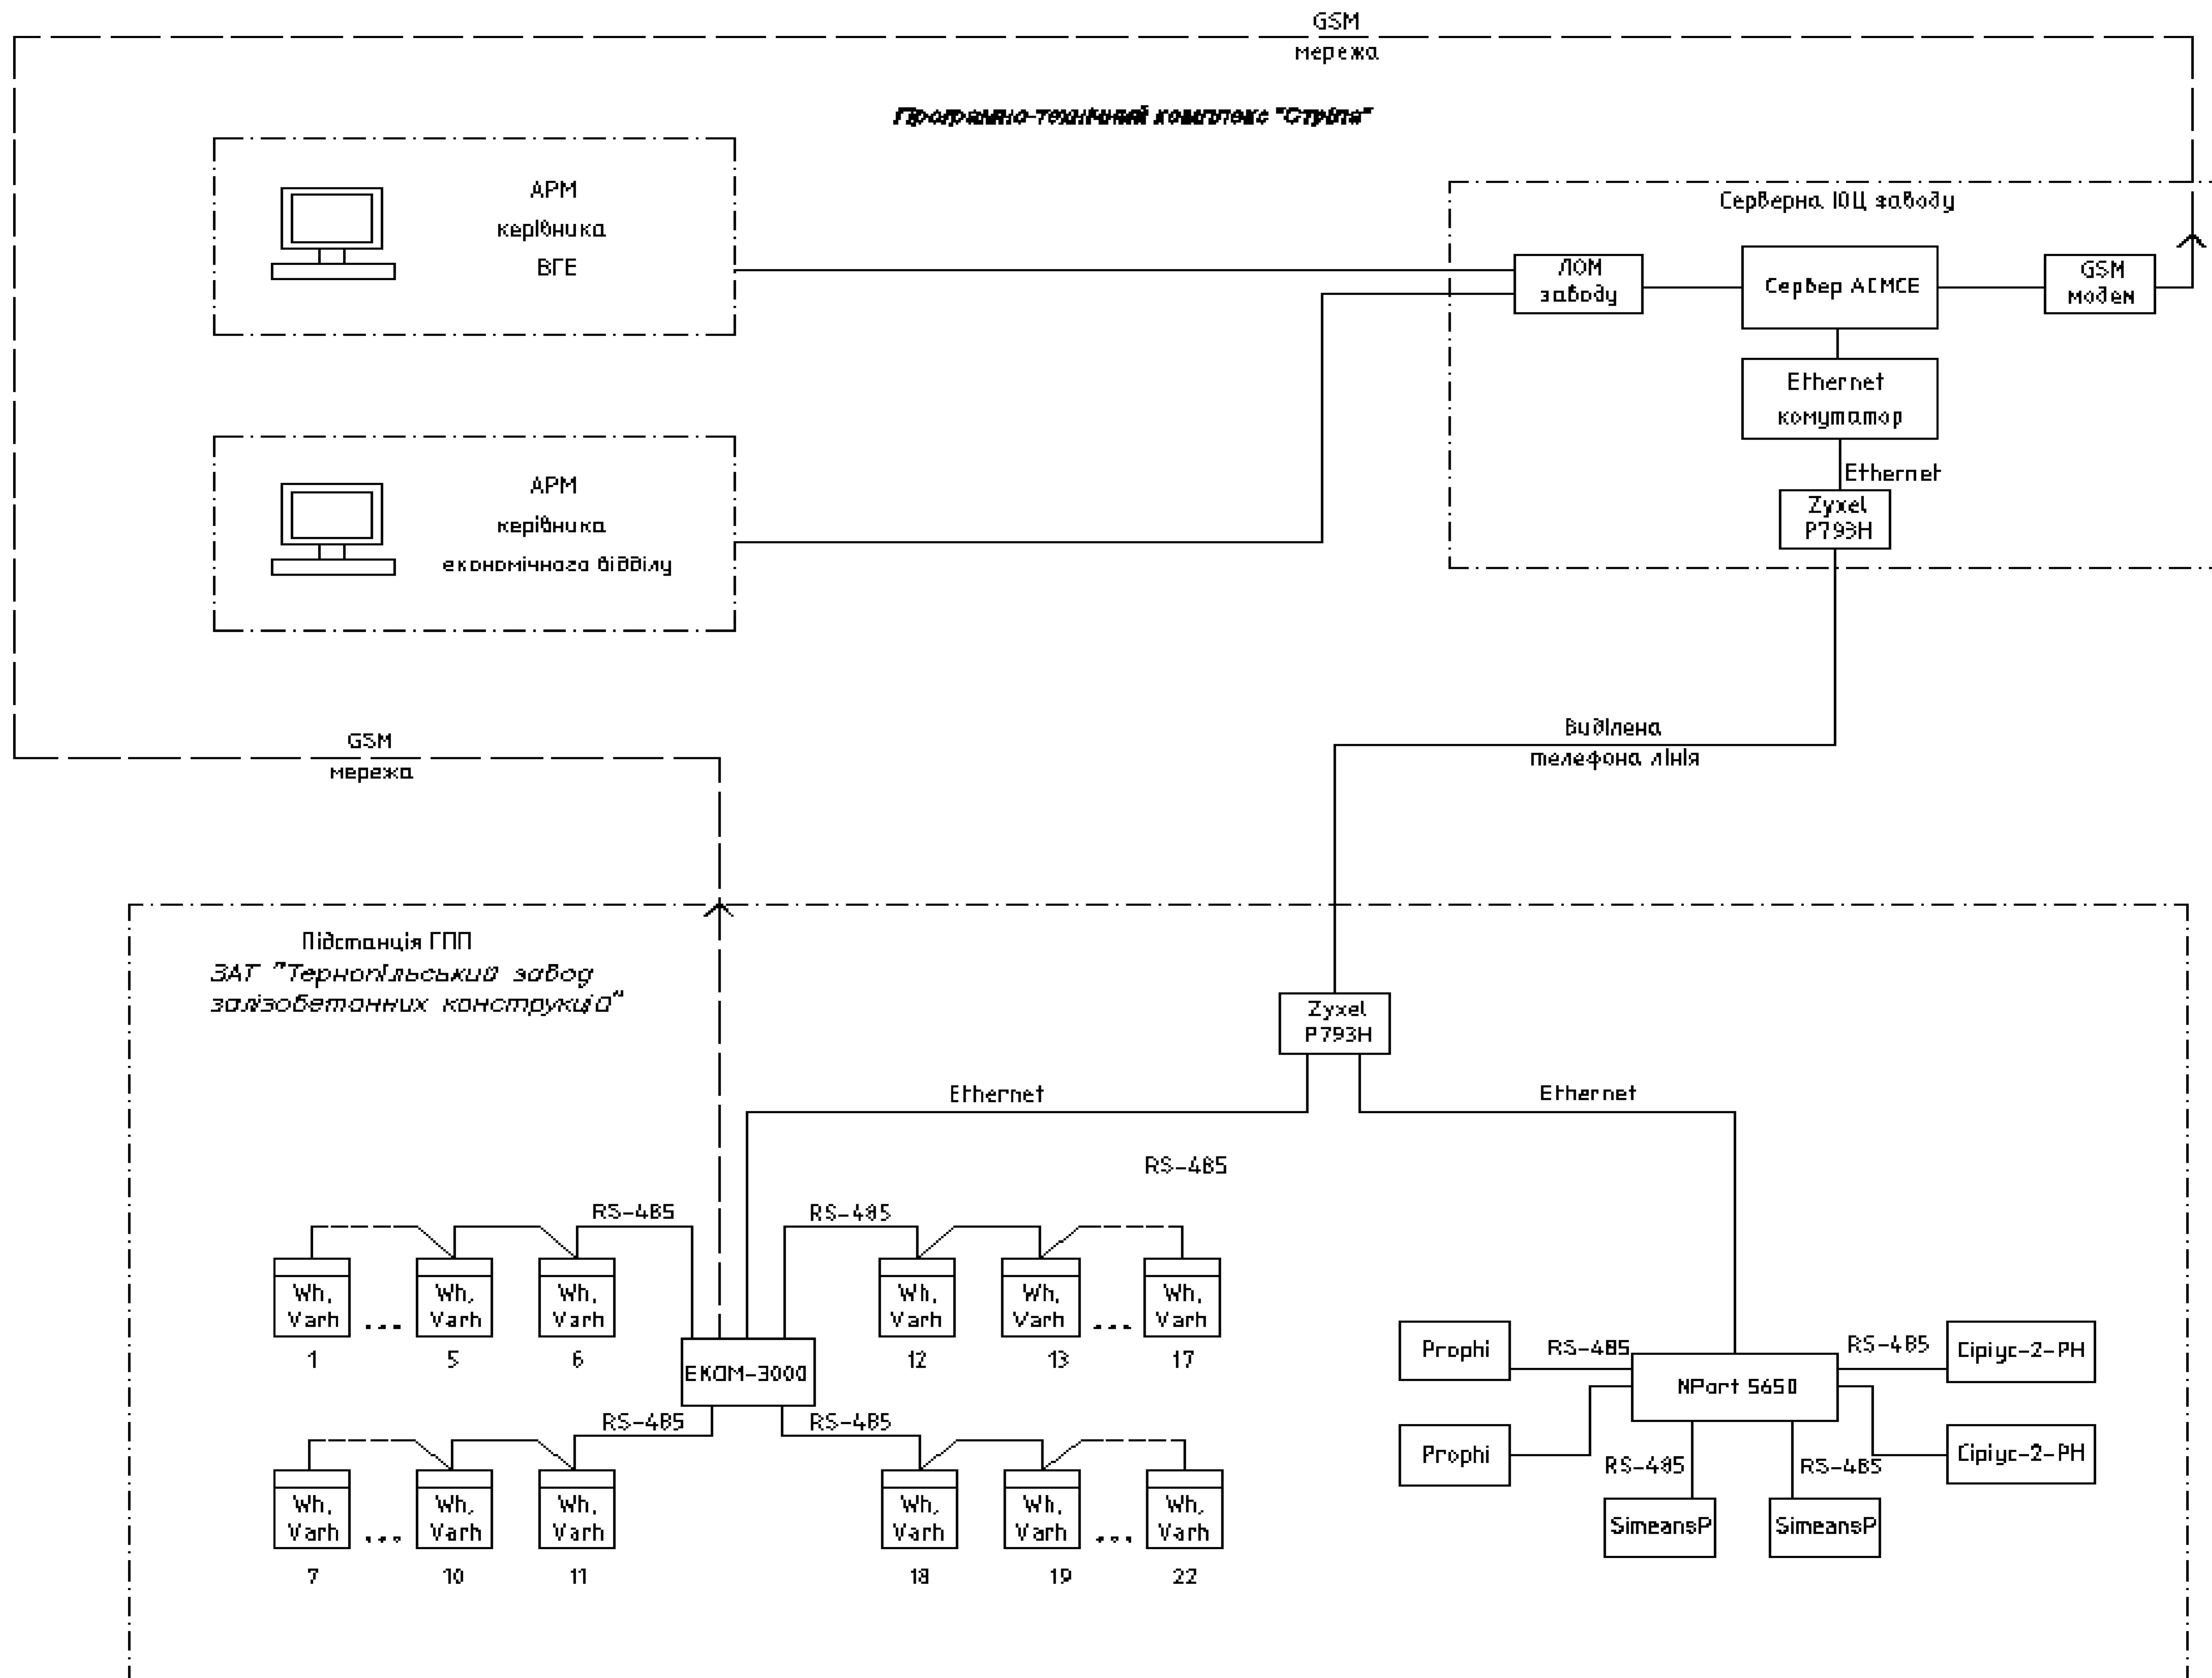 GSM
мережа
Програмно-технічний комплекс "Стріла"
АРМ
керівника
ВГЕ
Серверна ІОЦ заводу
ЛОМ
заводу
Сервер АСМСЕ
GSM
модем
Ethernet
комутатор
Ethernet
Zyxel
P793H
АРМ
керівника
економічного відділу
Виділена
телефона лінія
GSM
мережа
Підстанція ГПП
ЗАТ "Тернопільський завод
залізобетонних конструкцій"
Zyxel
P793H
Ethernet
Ethernet
RS-485
RS-485
RS-485
Wh,
Varh
...
Wh,
Varh
Wh,
Varh
Wh,
Varh
Wh,
Varh
...
Wh,
Varh
1
5
6
12
13
17
ЕКОМ-3000
RS-485
RS-485
Wh,
Varh
...
Wh,
Varh
Wh,
Varh
Wh,
Varh
Wh,
Varh
...
Wh,
Varh
7
10
11
18
19
22
Prophi
RS-485
RS-485
Сіріус-2-РН
NPort 5650
Prophi
Сіріус-2-РН
RS-485
RS-485
SimeansP
SimeansP